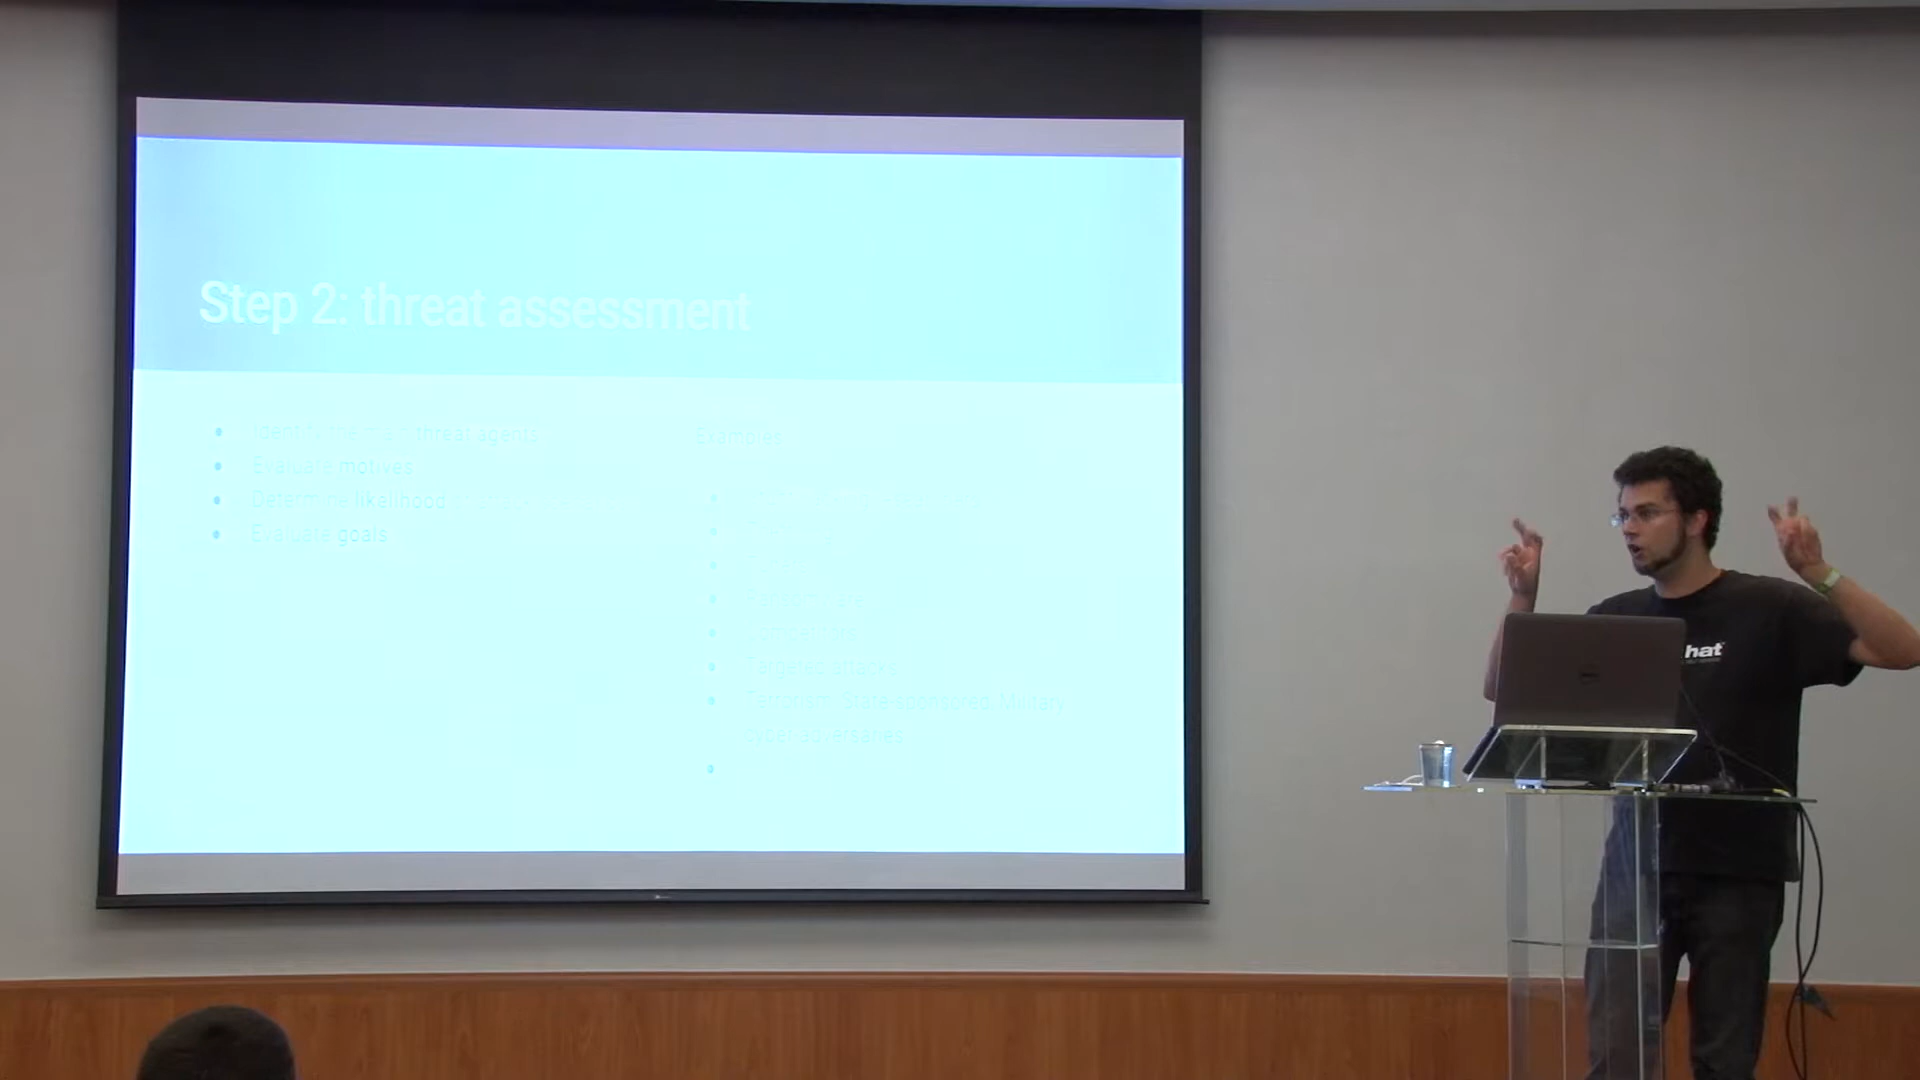 Step 2: threat assessment
Identify the main threat agents
Evaluate motives
Determine likelihood
Evaluate goals
Examples
Ransomware
Competitors
Targeted attacks
Terrorism, State-sponsored, Military
cyber-adversaries
hat